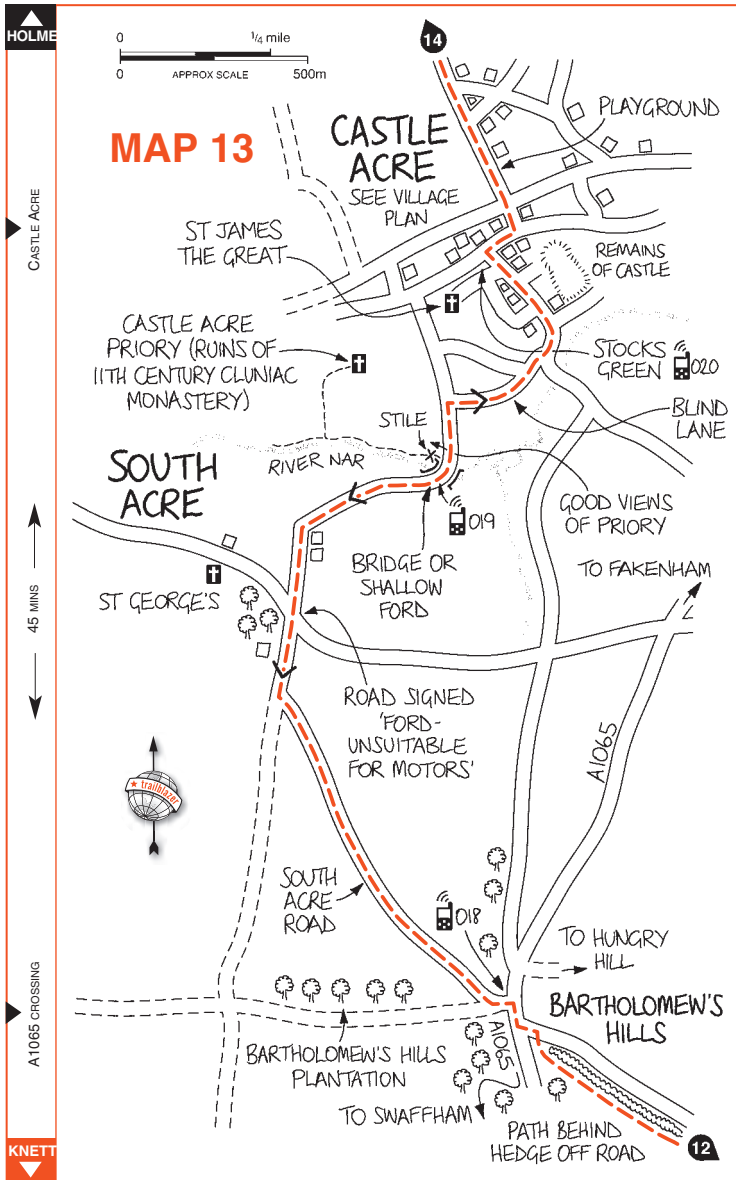 HOLME
0 ¼ mile
0 APPROX SCALE 500m
14
MAP 13
CASTLE
ACRE
SEE VILLAGE
PLAN
PLAYGROUND
CASTLE ACRE
ST JAMES
THE GREAT
REMAINS
OF CASTLE
CASTLE ACRE
PRIORY (RUINS OF
11TH CENTURY CLUNIAC
MONASTERY)
STOCKS
GREEN 020
BLIND
LANE
STILE
RIVER NAR
SOUTH
ACRE
019
GOOD VIEWS
OF PRIORY
BRIDGE OR
SHALLOW
FORD
TO FAKENHAM
ST GEORGE'S
45 MINS
ROAD SIGNED
'FORD-
UNSUITABLE
FOR MOTORS'
A1065
trailblazer
SOUTH
ACRE
ROAD
018
TO HUNGRY
HILL
BARTHOLOMEW'S
HILLS
A1065 CROSSING
A1065
BARTHOLOMEW'S HILLS
PLANTATION
TO SWAFFHAM
PATH BEHIND
HEDGE OFF ROAD
12
KNETT